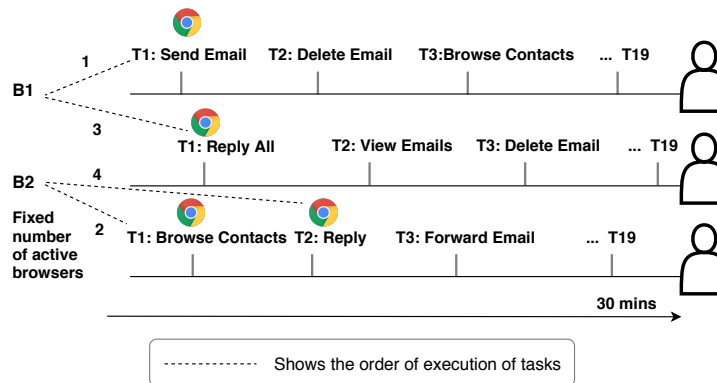 1
T1: Send Email T2: Delete Email T3:Browse Contacts ... T19
B1
3
T1: Reply All T2: View Emails T3: Delete Email ... T19
B2
4
Fixed
number
of active
browsers
2
T1: Browse Contacts T2: Reply T3: Forward Email ... T19
30 mins
Shows the order of execution of tasks